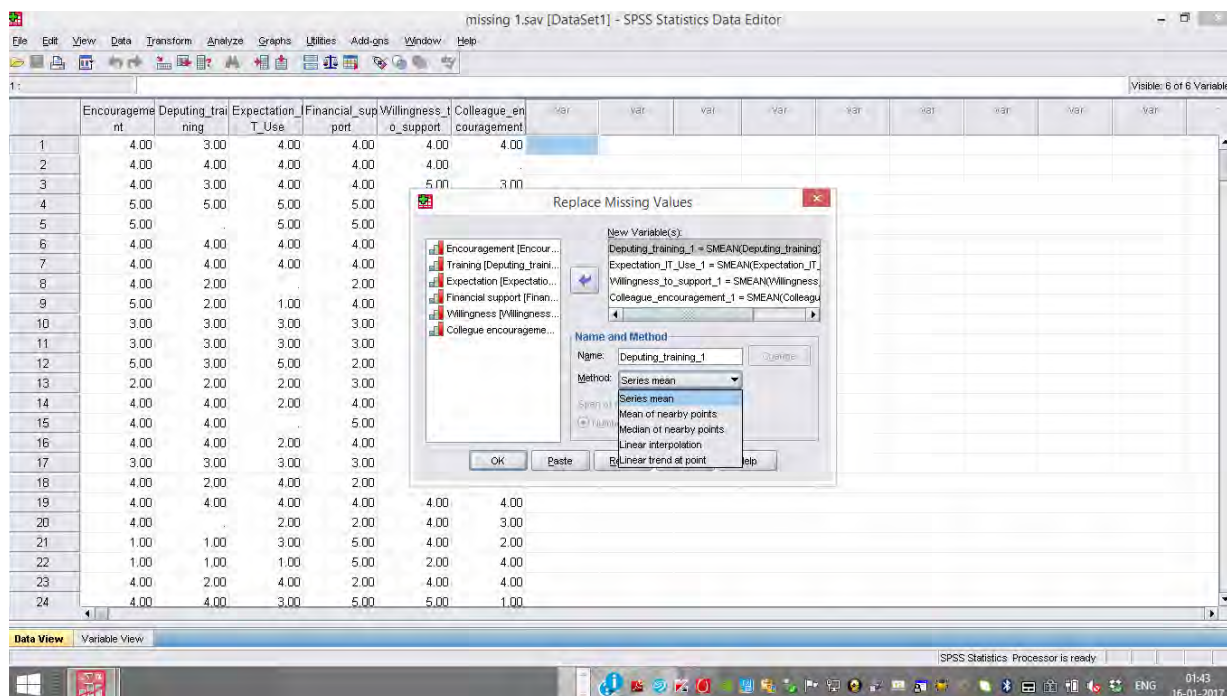 missing 1.sav [DataSet1] - SPSS Statistics Data Editor
File Edit View Data Transform Analyze Graphs Utilities Add-ons Window Help
1 :
Visible: 6 of 6 Variable
Encourageme Deputing_trai Expectation_I Financial_sup Willingness_t Colleague_en var var var var var var var var var
nt ning T_Use port o_support couragement
1 4.00 3.00 4.00 4.00 4.00 4.00
2 4.00 4.00 4.00 4.00 4.00 .
3 4.00 3.00 4.00 4.00 5.00 3.00
4 5.00 5.00 5.00 5.00
5 5.00 . 5.00 5.00
6 4.00 4.00 4.00 4.00
7 4.00 4.00 4.00 4.00
8 4.00 2.00 . 2.00
9 5.00 2.00 1.00 4.00
10 3.00 3.00 3.00 3.00
11 3.00 3.00 3.00 3.00
12 5.00 3.00 5.00 2.00
13 2.00 2.00 2.00 3.00
14 4.00 4.00 2.00 4.00
15 4.00 4.00 . 5.00
16 4.00 4.00 2.00 4.00
17 3.00 3.00 3.00 3.00
18 4.00 2.00 4.00 2.00
19 4.00 4.00 4.00 4.00 4.00 4.00
20 4.00 . 2.00 2.00 4.00 3.00
21 1.00 1.00 3.00 5.00 4.00 2.00
22 1.00 1.00 1.00 5.00 2.00 4.00
23 4.00 2.00 4.00 2.00 4.00 4.00
24 4.00 4.00 3.00 5.00 5.00 1.00
Replace Missing Values
Encouragement [Encour...
Training [Deputing_traini...
Expectation [Expectatio...
Financial support [Finan...
Willingness [Willingness...
Collegue encourageme...
New Variable(s):
Deputing_training_1 = SMEAN(Deputing_training)
Expectation_IT_Use_1 = SMEAN(Expectation_IT_
Willingness_to_support_1 = SMEAN(Willingness_
Colleague_encouragement_1 = SMEAN(Colleagu
Name and Method
Name: Deputing_training_1 Change
Method: Series mean
Series mean
Mean of nearby points
Median of nearby points
Linear interpolation
Linear trend at point
OK Paste
Data View Variable View
SPSS Statistics Processor is ready
ENG 01:43